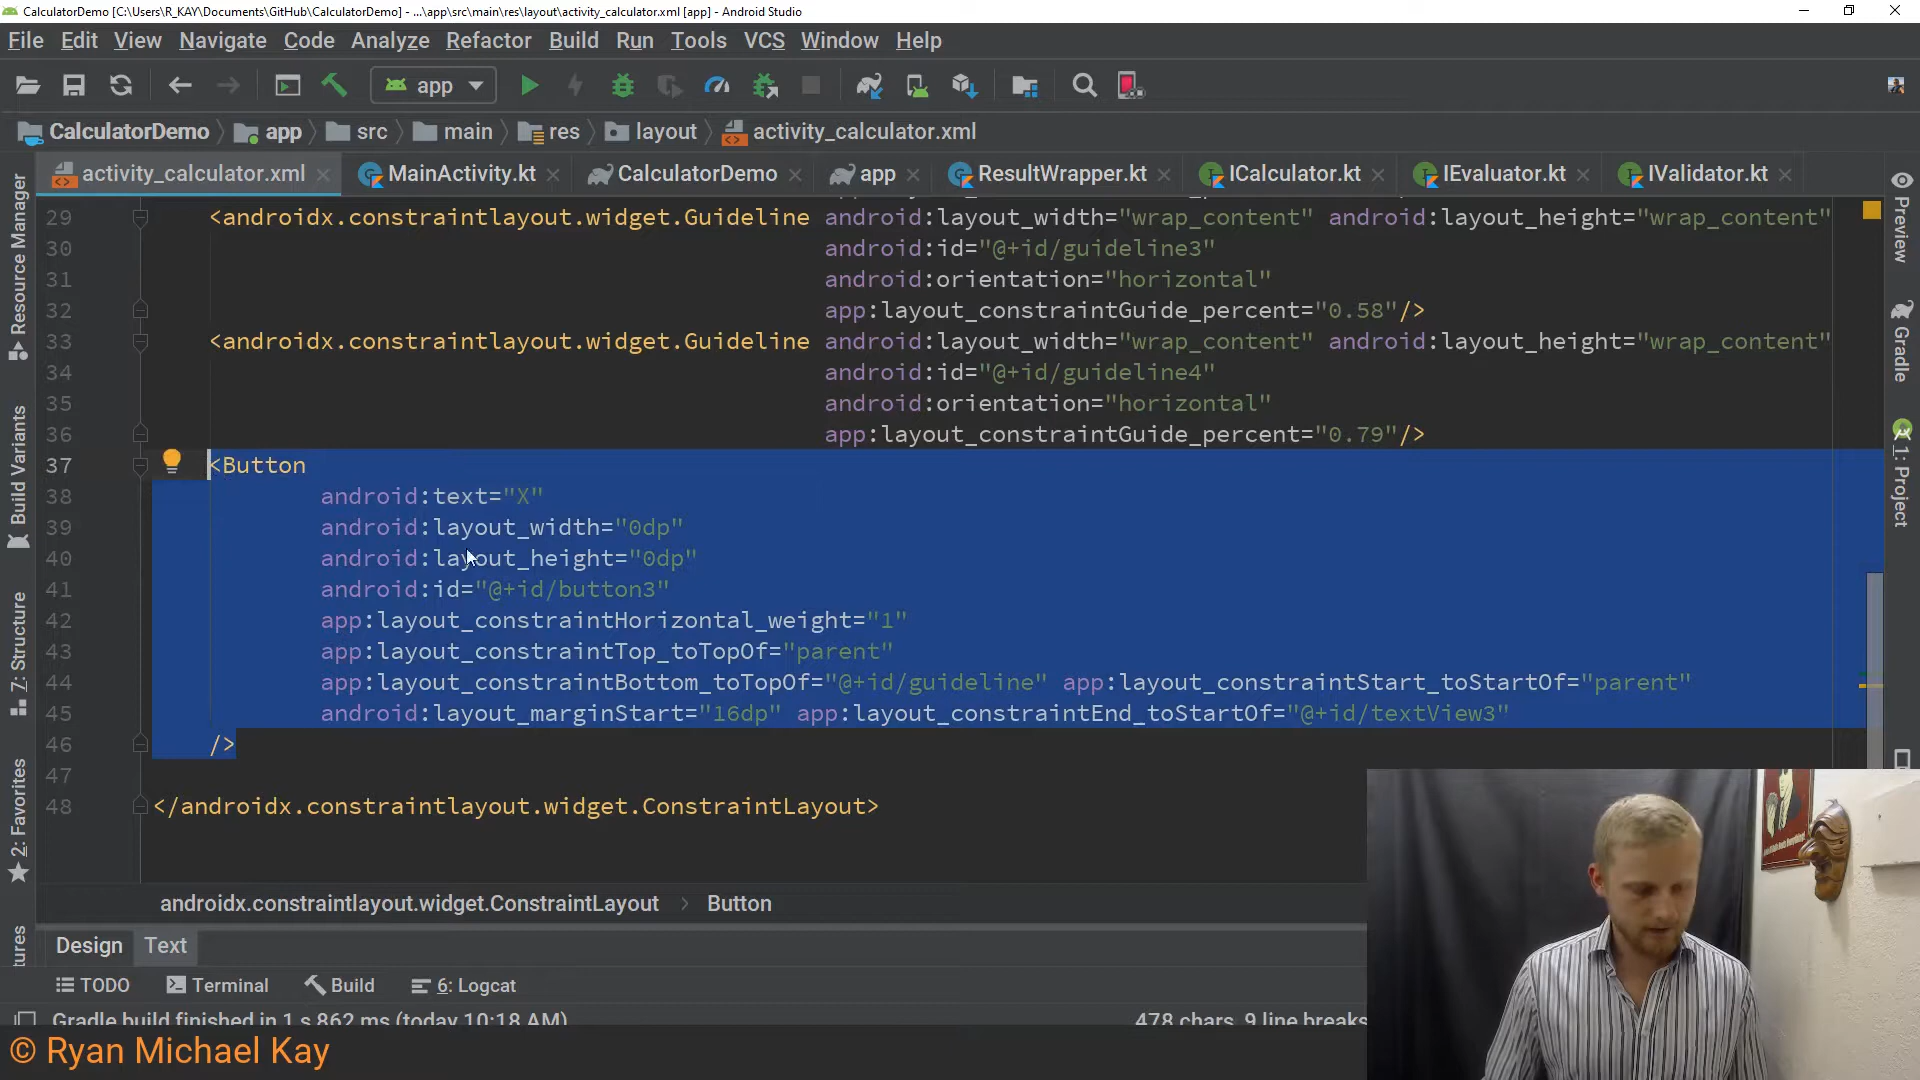 CalculatorDemo [C:\Users\R_KAY\Documents\GitHub\CalculatorDemo] - ...\app\src\main\res\layout\activity_calculator.xml [app] - Android Studio
File Edit View Navigate Code Analyze Refactor Build Run Tools VCS Window Help
app
CalculatorDemo app src main res layout activity_calculator.xml
activity_calculator.xml MainActivity.kt CalculatorDemo app ResultWrapper.kt ICalculator.kt IEvaluator.kt IValidator.kt
29 <androidx.constraintlayout.widget.Guideline android:layout_width="wrap_content" android:layout_height="wrap_content"
30 android:id="@+id/guideline3"
31 android:orientation="horizontal"
32 app:layout_constraintGuide_percent="0.58"/>
33 <androidx.constraintlayout.widget.Guideline android:layout_width="wrap_content" android:layout_height="wrap_content"
34 android:id="@+id/guideline4"
35 android:orientation="horizontal"
36 app:layout_constraintGuide_percent="0.79"/>
37 <Button
38 android:text="X"
39 android:layout_width="0dp"
40 android:layout_height="0dp"
41 android:id="@+id/button3"
42 app:layout_constraintHorizontal_weight="1"
43 app:layout_constraintTop_toTopOf="parent"
44 app:layout_constraintBottom_toTopOf="@+id/guideline" app:layout_constraintStart_toStartOf="parent"
45 android:layout_marginStart="16dp" app:layout_constraintEnd_toStartOf="@+id/textView3"
46 />
47
48 </androidx.constraintlayout.widget.ConstraintLayout>
androidx.constraintlayout.widget.ConstraintLayout > Button
Design Text
TODO Terminal Build 6: Logcat
Gradle build finished in 1 s 862 ms (today 10:18 AM) 478 chars, 9 line breaks
© Ryan Michael Kay
Resource Manager
Build Variants
7: Structure
2: Favorites
tures
Preview
Gradle
1: Project